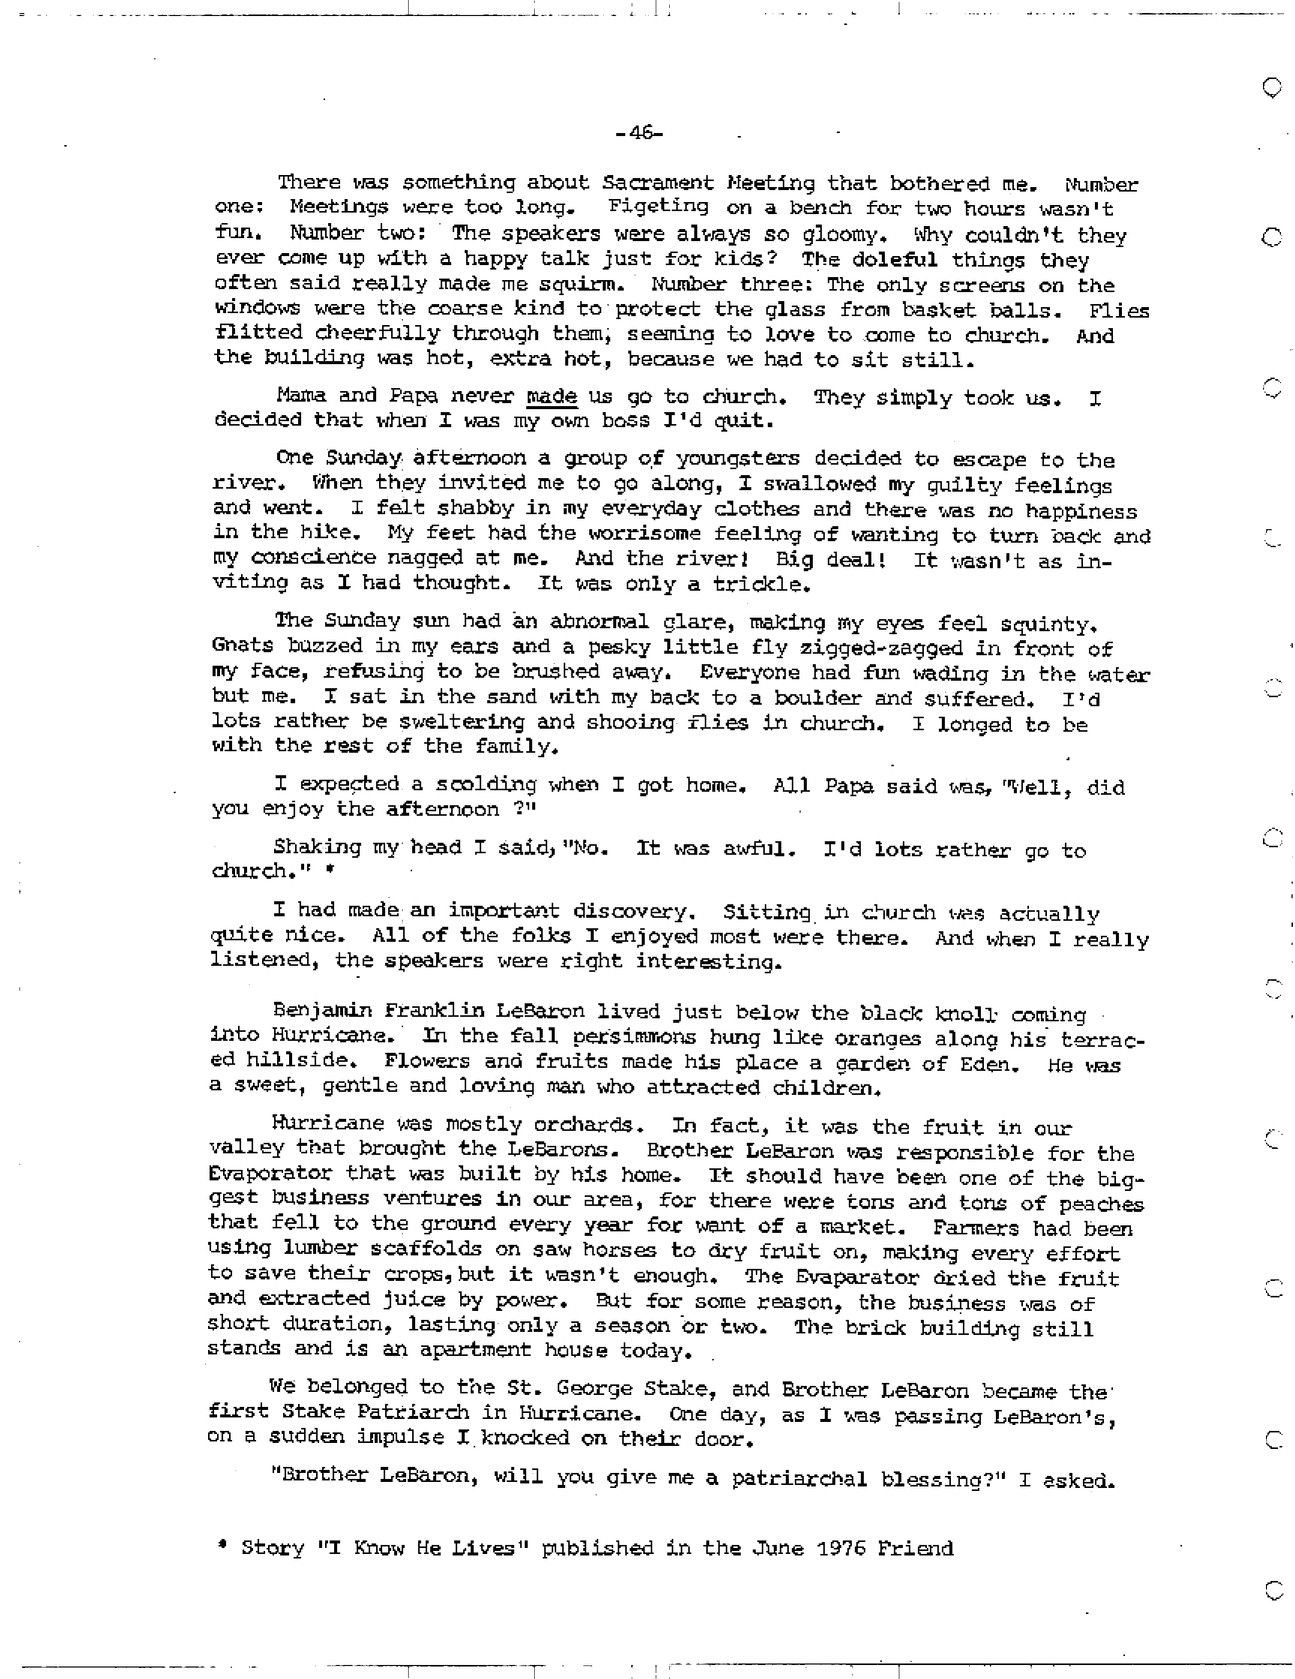 -46-
There was something about Sacrament Meeting that bothered me. Number
one: Meetings were too long. Figeting on a bench for two hours wasn't
fun. Number two: The speakers were always so gloomy. Why couldn't they
ever come up with a happy talk just for kids? The doleful things they
often said really made me squirm. Number three: The only screens on the
windows were the coarse kind to protect the glass from basket balls. Flies
flitted cheerfully through them, seeming to love to come to church. And
the building was hot, extra hot, because we had to sit still.
Mama and Papa never made us go to church. They simply took us. I
decided that when I was my own boss I'd quit.
One Sunday afternoon a group of youngsters decided to escape to the
river. When they invited me to go along, I swallowed my guilty feelings
and went. I felt shabby in my everyday clothes and there was no happiness
in the hike. My feet had the worrisome feeling of wanting to turn back and
my conscience nagged at me. And the river! Big deal! It wasn't as in-
viting as I had thought. It was only a trickle.
The Sunday sun had an abnormal glare, making my eyes feel squinty.
Gnats buzzed in my ears and a pesky little fly zigged-zagged in front of
my face, refusing to be brushed away. Everyone had fun wading in the water
but me. I sat in the sand with my back to a boulder and suffered. I'd
lots rather be sweltering and shooing flies in church. I longed to be
with the rest of the family.
I expected a scolding when I got home. All Papa said was, "Well, did
you enjoy the afternoon ?"
Shaking my head I said, "No. It was awful. I'd lots rather go to
church." *
I had made an important discovery. Sitting in church was actually
quite nice. All of the folks I enjoyed most were there. And when I really
listened, the speakers were right interesting.
Benjamin Franklin LeBaron lived just below the black knoll coming
into Hurricane. In the fall persimmons hung like oranges along his terrac-
ed hillside. Flowers and fruits made his place a garden of Eden. He was
a sweet, gentle and loving man who attracted children.
Hurricane was mostly orchards. In fact, it was the fruit in our
valley that brought the LeBarons. Brother LeBaron was responsible for the
Evaporator that was built by his home. It should have been one of the big-
gest business ventures in our area, for there were tons and tons of peaches
that fell to the ground every year for want of a market. Farmers had been
using lumber scaffolds on saw horses to dry fruit on, making every effort
to save their crops, but it wasn't enough. The Evaparator dried the fruit
and extracted juice by power. But for some reason, the business was of
short duration, lasting only a season or two. The brick building still
stands and is an apartment house today.
We belonged to the St. George Stake, and Brother LeBaron became the
first Stake Patriarch in Hurricane. One day, as I was passing LeBaron's,
on a sudden impulse I knocked on their door.
"Brother LeBaron, will you give me a patriarchal blessing?" I asked.
* Story "I Know He Lives" published in the June 1976 Friend